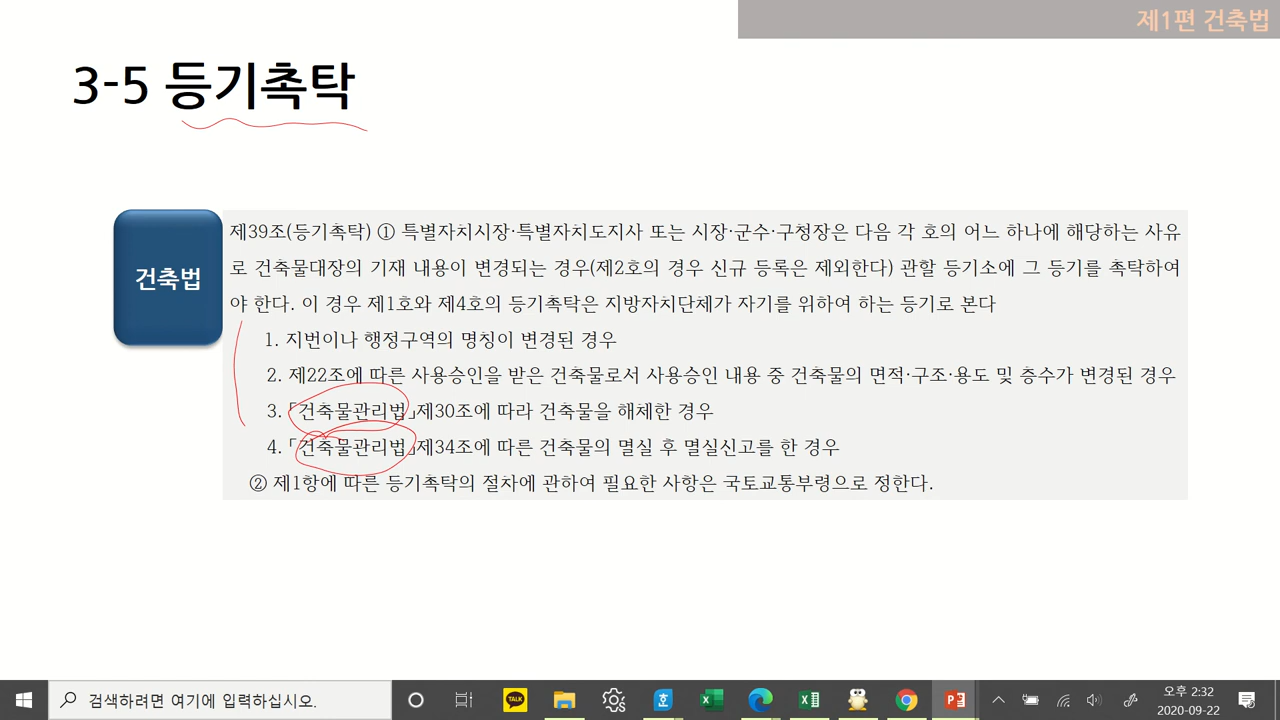 제1편 건축법
3-5 등기촉탁
건축법
제39조(등기촉탁) ① 특별자치시장·특별자치도지사 또는 시장·군수·구청장은 다음 각 호의 어느 하나에 해당하는 사유
로 건축물대장의 기재 내용이 변경되는 경우(제2호의 경우 신규 등록은 제외한다) 관할 등기소에 그 등기를 촉탁하여
야 한다. 이 경우 제1호와 제4호의 등기촉탁은 지방자치단체가 자기를 위하여 하는 등기로 본다
1. 지번이나 행정구역의 명칭이 변경된 경우
2. 제22조에 따른 사용승인을 받은 건축물로서 사용승인 내용 중 건축물의 면적·구조·용도 및 층수가 변경된 경우
3. 「건축물관리법」제30조에 따라 건축물을 해체한 경우
4. 「건축물관리법」제34조에 따른 건축물의 멸실 후 멸실신고를 한 경우
② 제1항에 따른 등기촉탁의 절차에 관하여 필요한 사항은 국토교통부령으로 정한다.
검색하려면 여기에 입력하십시오.
TALK
오후 2:32
2020-09-22